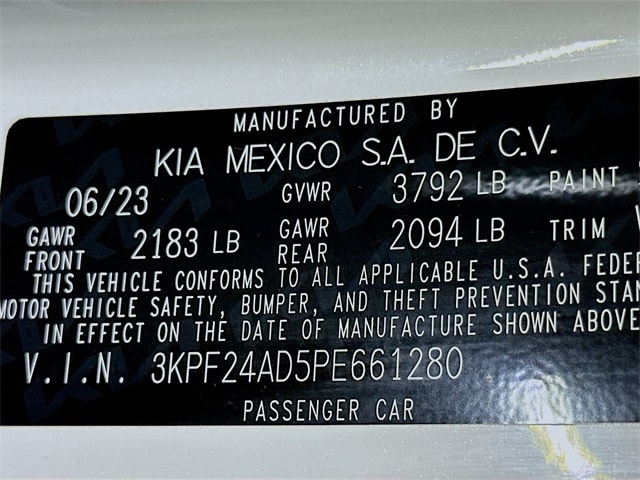 MANUFACTURED BY
KIA MEXICO S.A. DE C.V.
06/23 GVWR 3792 LB PAINT
GAWR FRONT 2183 LB GAWR REAR 2094 LB TRIM
THIS VEHICLE CONFORMS TO ALL APPLICABLE U.S.A. FEDER
MOTOR VEHICLE SAFETY, BUMPER, AND THEFT PREVENTION STAN
IN EFFECT ON THE DATE OF MANUFACTURE SHOWN ABOVE
V.I.N. 3KPF24AD5PE661280
PASSENGER CAR